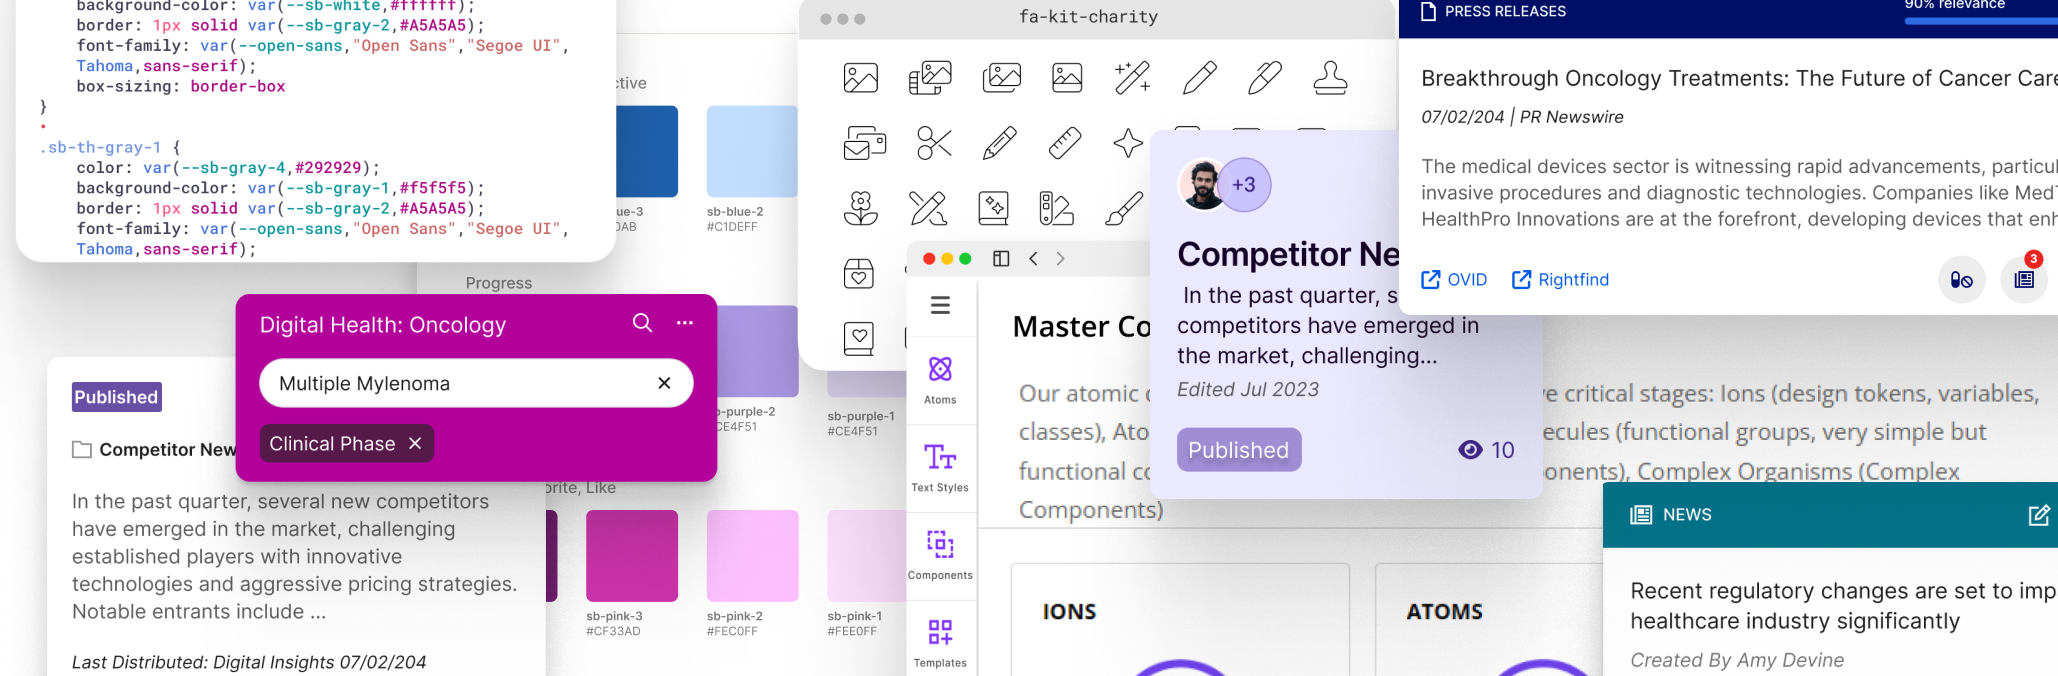 background-color: var(--sb-white,#ffffff);
border: 1px solid var(--sb-gray-2,#A5A5A5);
font-family: var(--open-sans,"Open Sans","Segoe UI",
Tahoma,sans-serif);
box-sizing: border-box
}
.sb-th-gray-1 {
color: var(--sb-gray-4,#292929);
background-color: var(--sb-gray-1,#f5f5f5);
border: 1px solid var(--sb-gray-2,#A5A5A5);
font-family: var(--open-sans,"Open Sans","Segoe UI",
Tahoma,sans-serif);
sb-blue-2
#C1DEFF
Progress
Digital Health: Oncology
Multiple Mylenoma
Clinical Phase
Published
Competitor New
In the past quarter, several new competitors
have emerged in the market, challenging
established players with innovative
technologies and aggressive pricing strategies.
Notable entrants include ...
Last Distributed: Digital Insights 07/02/204
sb-purple-1
#CE4F51
orite, Like
sb-pink-3
#CF33AD
sb-pink-2
#FEC0FF
sb-pink-1
#FEE0FF
fa-kit-charity
Atoms
Text Styles
Components
Templates
Master Co
Our atomic
classes), Ato
functional co
Components)
e critical stages: Ions (design tokens, variables,
ecules (functional groups, very simple but
onents), Complex Organisms (Complex
IONS
ATOMS
+3
Competitor Ne
In the past quarter, s
competitors have emerged in
the market, challenging...
Edited Jul 2023
Published
10
PRESS RELEASES
90% relevance
Breakthrough Oncology Treatments: The Future of Cancer Care
07/02/204 | PR Newswire
The medical devices sector is witnessing rapid advancements, particul
invasive procedures and diagnostic technologies. Companies like MedT
HealthPro Innovations are at the forefront, developing devices that enh
OVID
Rightfind
3
NEWS
Recent regulatory changes are set to imp
healthcare industry significantly
Created By Amy Devine